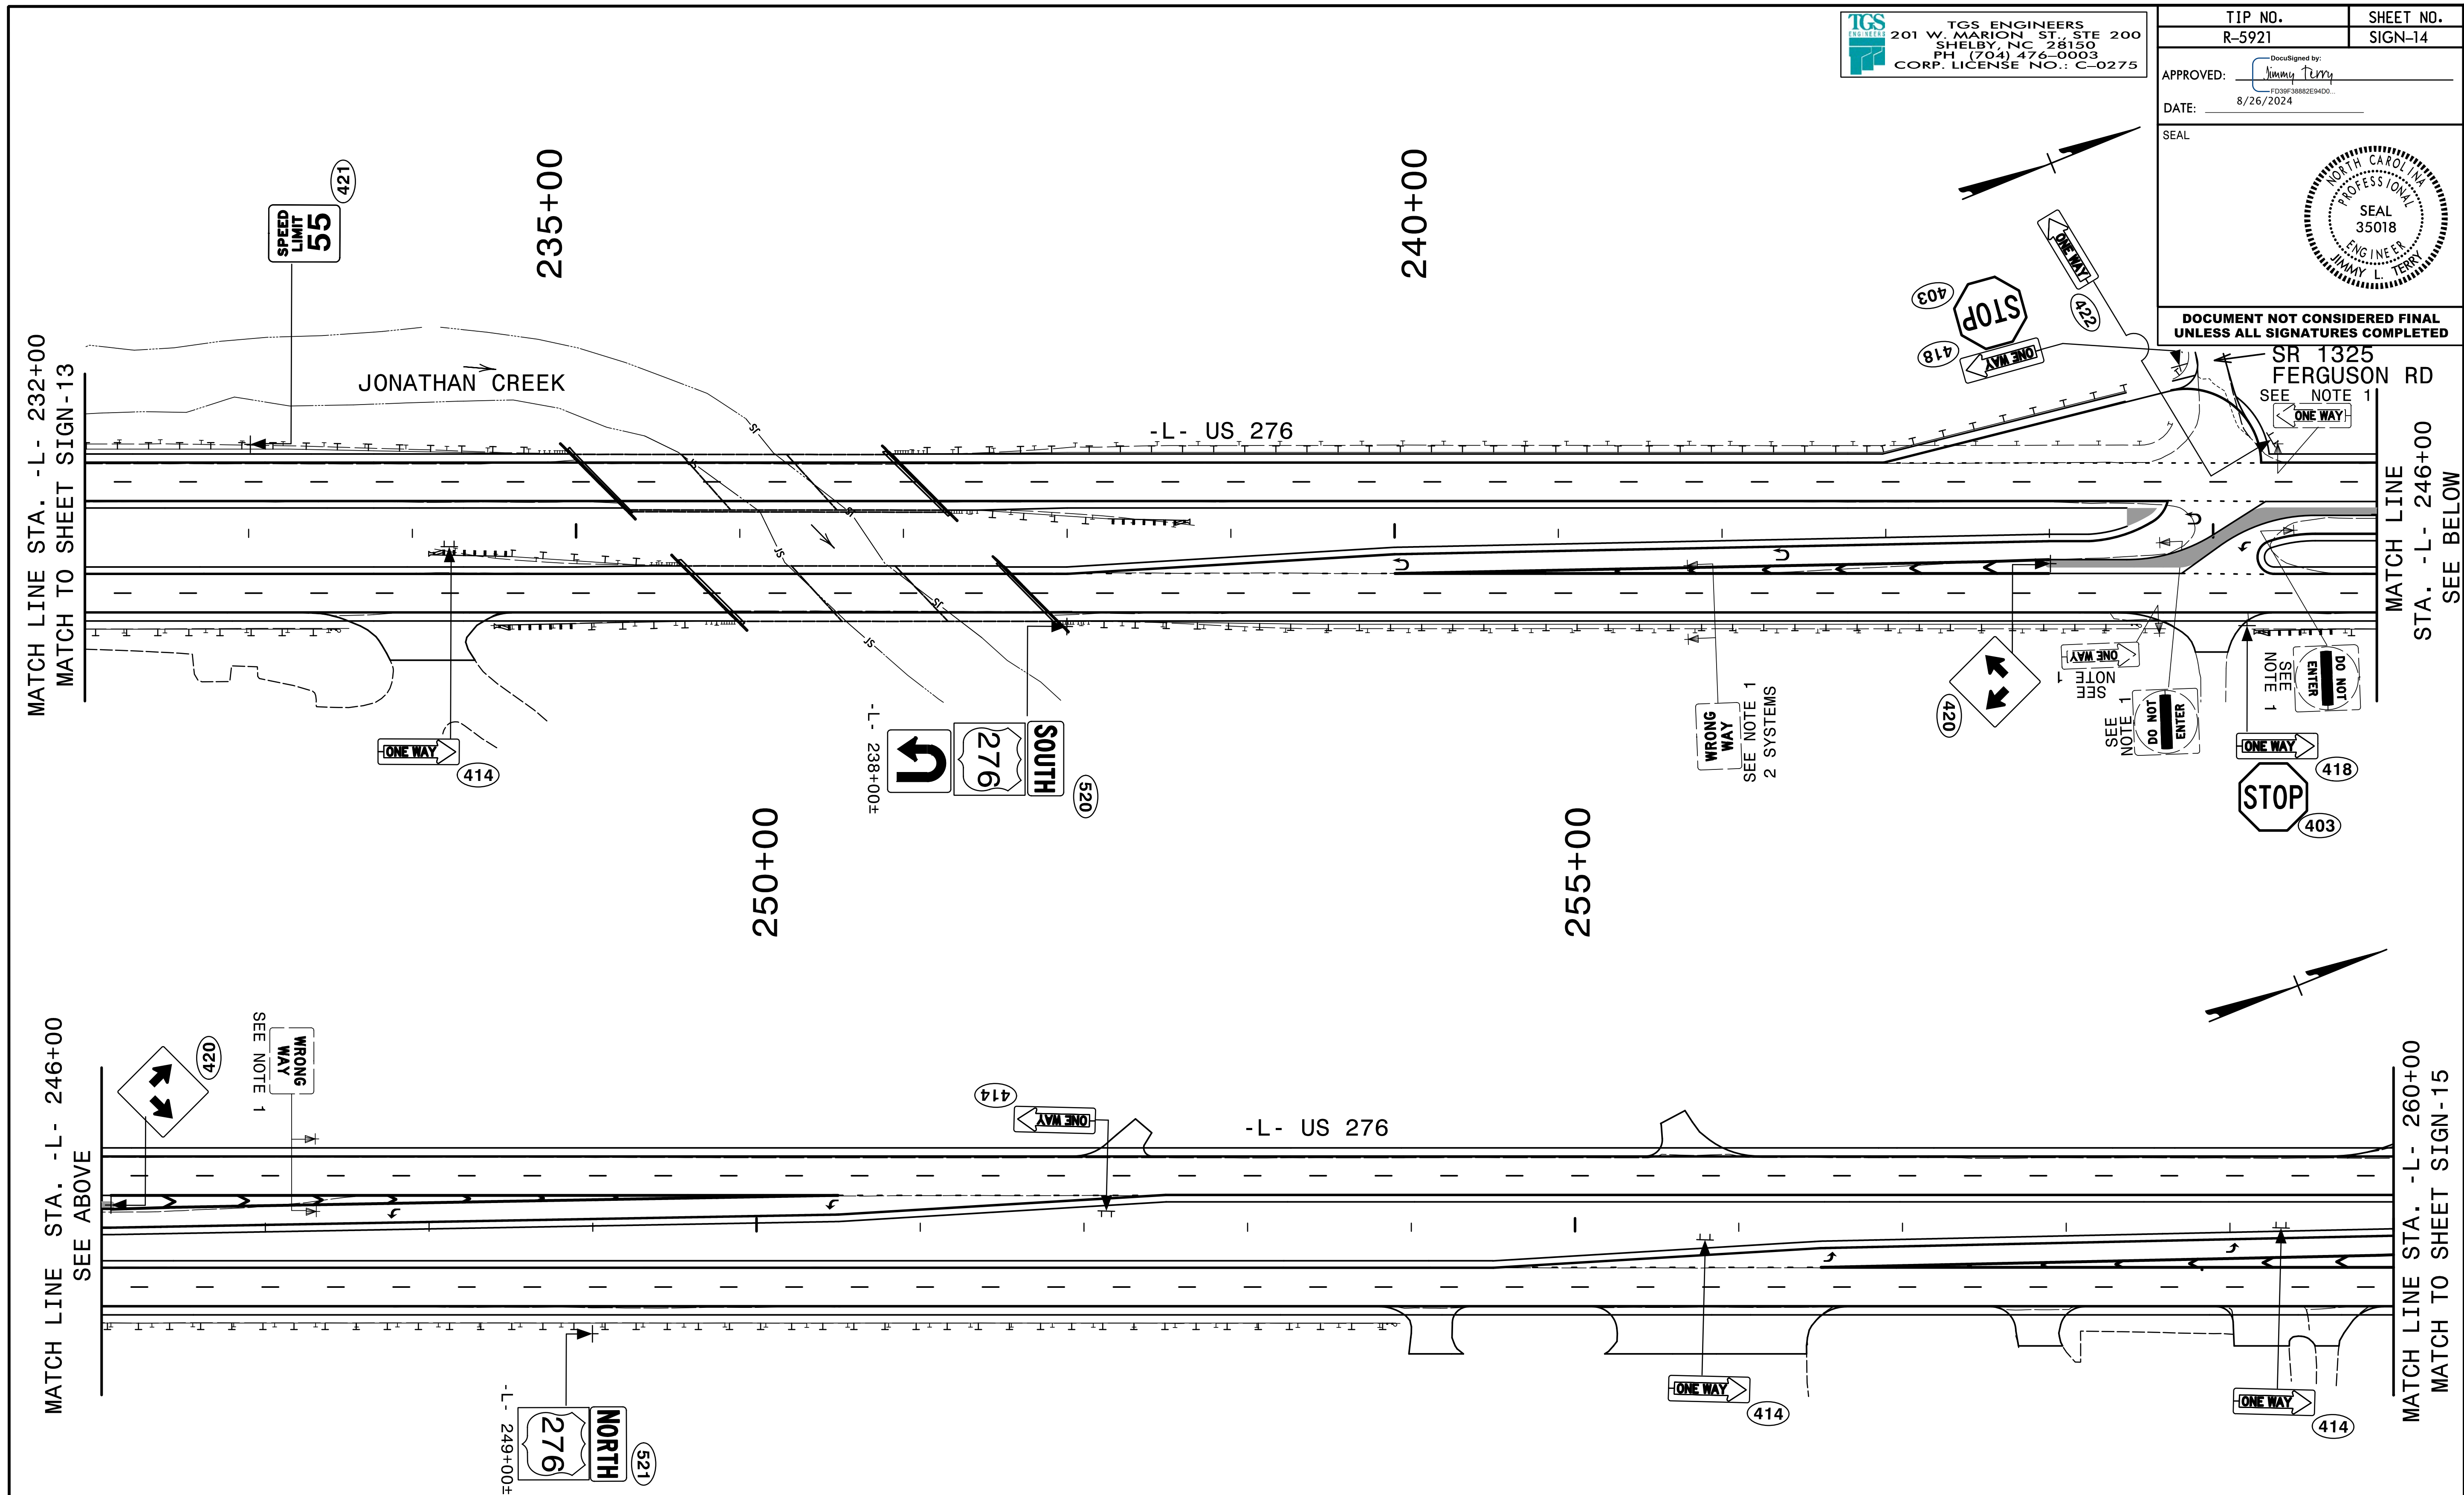 TGS
ENGINEERS
TGS ENGINEERS
201 W. MARION ST., STE 200
SHELBY, NC 28150
PH (704) 476–0003
CORP. LICENSE NO.: C–0275
TIP NO.
SHEET NO.
R–5921
SIGN–14
APPROVED:
DocuSigned by:
Jimmy Terry
FD39F38882E94D0...
DATE:
8/26/2024
SEAL
NORTH CAROLINA
PROFESSIONAL
SEAL
35018
ENGINEER
JIMMY L. TERRY
DOCUMENT NOT CONSIDERED FINAL
UNLESS ALL SIGNATURES COMPLETED
MATCH LINE STA. -L- 232+00
MATCH TO SHEET SIGN-13
SPEED
LIMIT
55
421
235+00
240+00
JONATHAN CREEK
-L- US 276
JS
JS
JS
JS
JS
JS
403
STOP
418
ONE WAY
ONE WAY
422
SR 1325
FERGUSON RD
SEE NOTE 1
ONE WAY
MATCH LINE
STA. -L- 246+00
SEE BELOW
ONE WAY
414
-L- 238+00±
276
SOUTH
520
WRONG
WAY
SEE NOTE 1
2 SYSTEMS
420
ONE WAY
SEE
NOTE 1
SEE
NOTE 1
DO NOT
ENTER
SEE
NOTE 1
DO NOT
ENTER
ONE WAY
418
STOP
403
250+00
255+00
MATCH LINE STA. -L- 246+00
SEE ABOVE
420
SEE NOTE 1
WRONG
WAY
414
ONE WAY
-L- US 276
-L- 249+00±
276
NORTH
521
ONE WAY
414
ONE WAY
414
MATCH LINE STA. -L- 260+00
MATCH TO SHEET SIGN-15